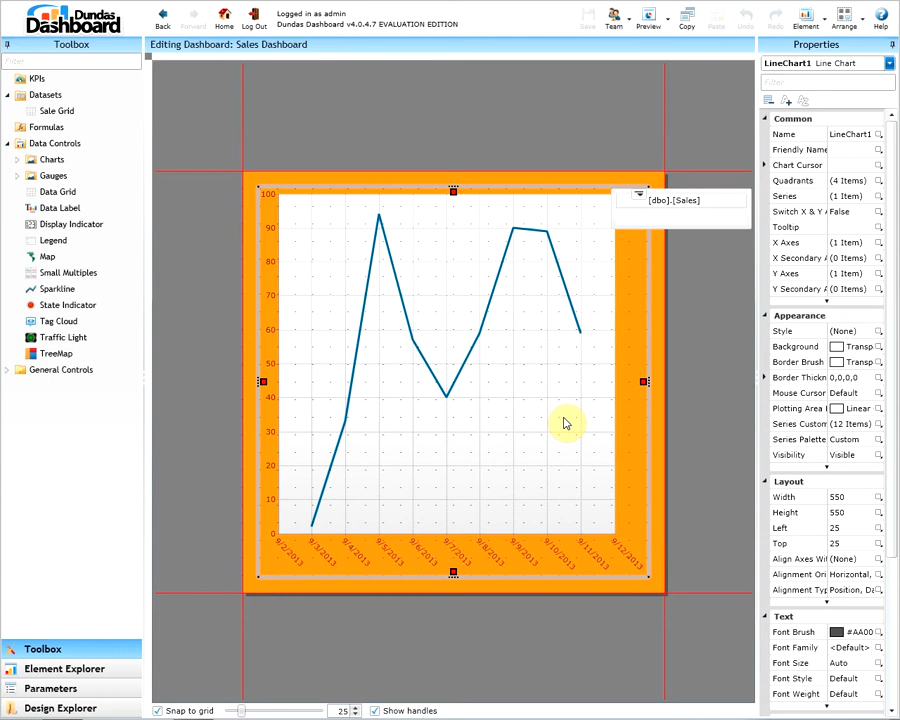 Dundas
Dashboard
Back
Forward
Home
Log Out
Logged in as admin
Dundas Dashboard v4.0.4.7 EVALUATION EDITION
Save
Team
Preview
Copy
Paste
Undo
Redo
Element
Arrange
Help
Toolbox
Editing Dashboard: Sales Dashboard
Properties
Filter
KPIs
Datasets
Sale Grid
Formulas
Data Controls
Charts
Gauges
Data Grid
Data Label
Display Indicator
Legend
Map
Small Multiples
Sparkline
State Indicator
Tag Cloud
Traffic Light
TreeMap
General Controls
Toolbox
Element Explorer
Parameters
Design Explorer
[dbo].[Sales]
100
90
80
70
60
50
40
30
20
10
0
9/2/2013
9/3/2013
9/4/2013
9/5/2013
9/6/2013
9/7/2013
9/8/2013
9/9/2013
9/10/2013
9/11/2013
9/12/2013
Snap to grid
25
Show handles
LineChart1 Line Chart
Filter
Common
Name LineChart1
Friendly Name
Chart Cursor
Quadrants (4 Items)
Series (1 Item)
Switch X & Y A False
Tooltip
X Axes (1 Item)
X Secondary A (0 Items)
Y Axes (1 Item)
Y Secondary A (0 Items)
Appearance
Style (None)
Background Transp
Border Brush Transp
Border Thickn 0,0,0,0
Mouse Cursor Default
Plotting Area Linear
Series Custom (12 Items)
Series Palette Custom
Visibility Visible
Layout
Width 550
Height 550
Left 25
Top 25
Align Axes Wi (None)
Alignment Ori Horizontal,
Alignment Typ Position, Da
Text
Font Brush #AA00
Font Family <Default>
Font Size Auto
Font Style Default
Font Weight Default